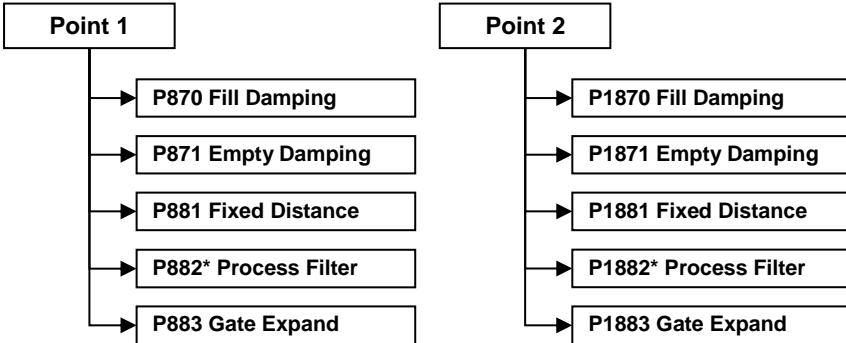 Point 1
P870 Fill Damping
P871 Empty Damping
P881 Fixed Distance
P882* Process Filter
P883 Gate Expand
Point 2
P1870 Fill Damping
P1871 Empty Damping
P1881 Fixed Distance
P1882* Process Filter
P1883 Gate Expand